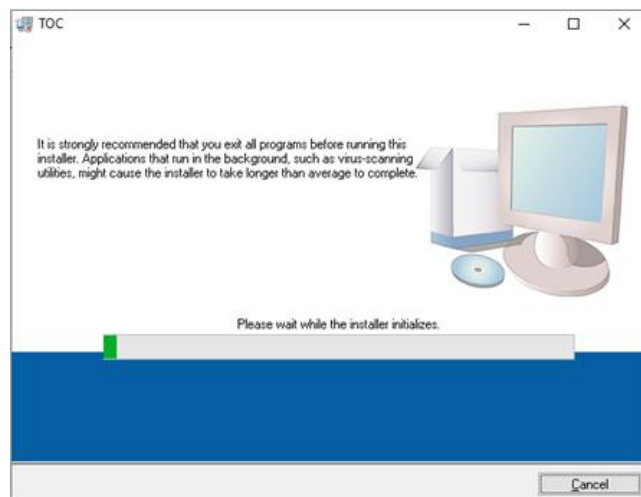 TOC
It is strongly recommended that you exit all programs before running this
installer. Applications that run in the background, such as virus-scanning
utilities, might cause the installer to take longer than average to complete.
Please wait while the installer initializes.
Cancel